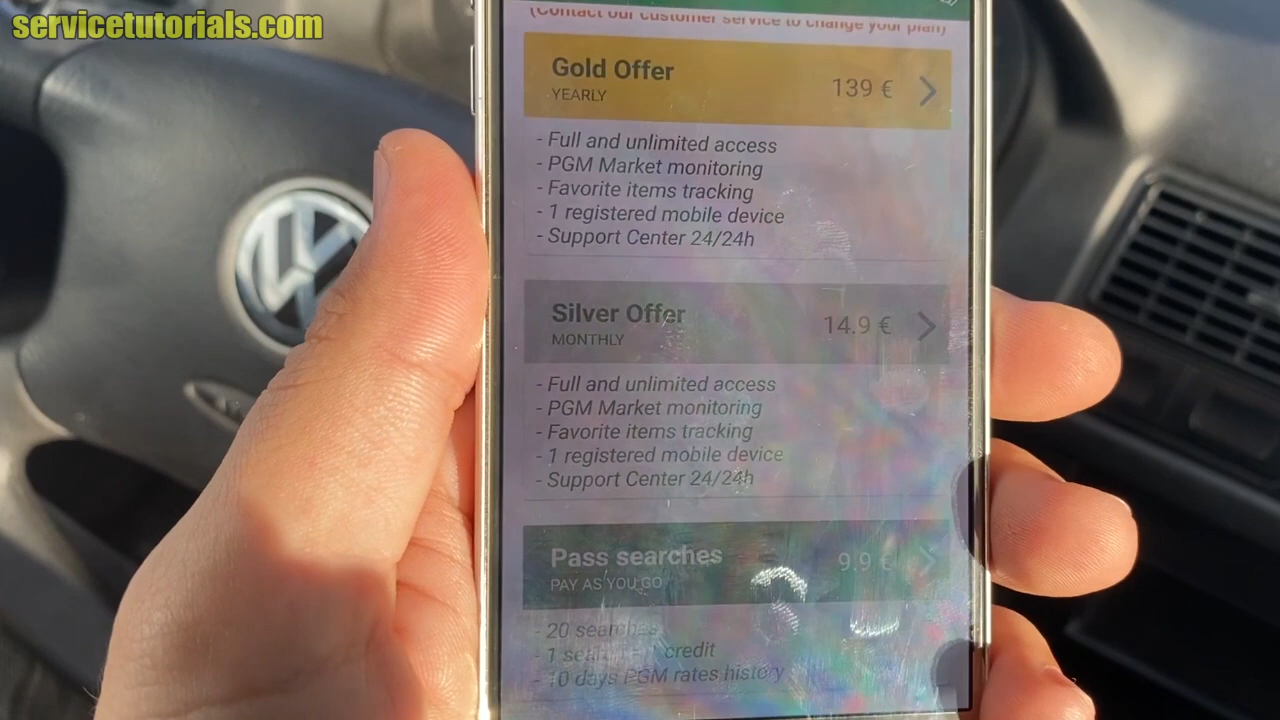 servicetutorials.com
(Contact our customer service to change your plan)
Gold Offer
YEARLY
139 €
- Full and unlimited access
- PGM Market monitoring
- Favorite items tracking
- 1 registered mobile device
- Support Center 24/24h
Silver Offer
MONTHLY
14.9 €
- Full and unlimited access
- PGM Market monitoring
- Favorite items tracking
- 1 registered mobile device
- Support Center 24/24h
Pass searches
PAY AS YOU GO
9.9 €
- 20 searches
- 1 credit
- 10 days PGM rates history